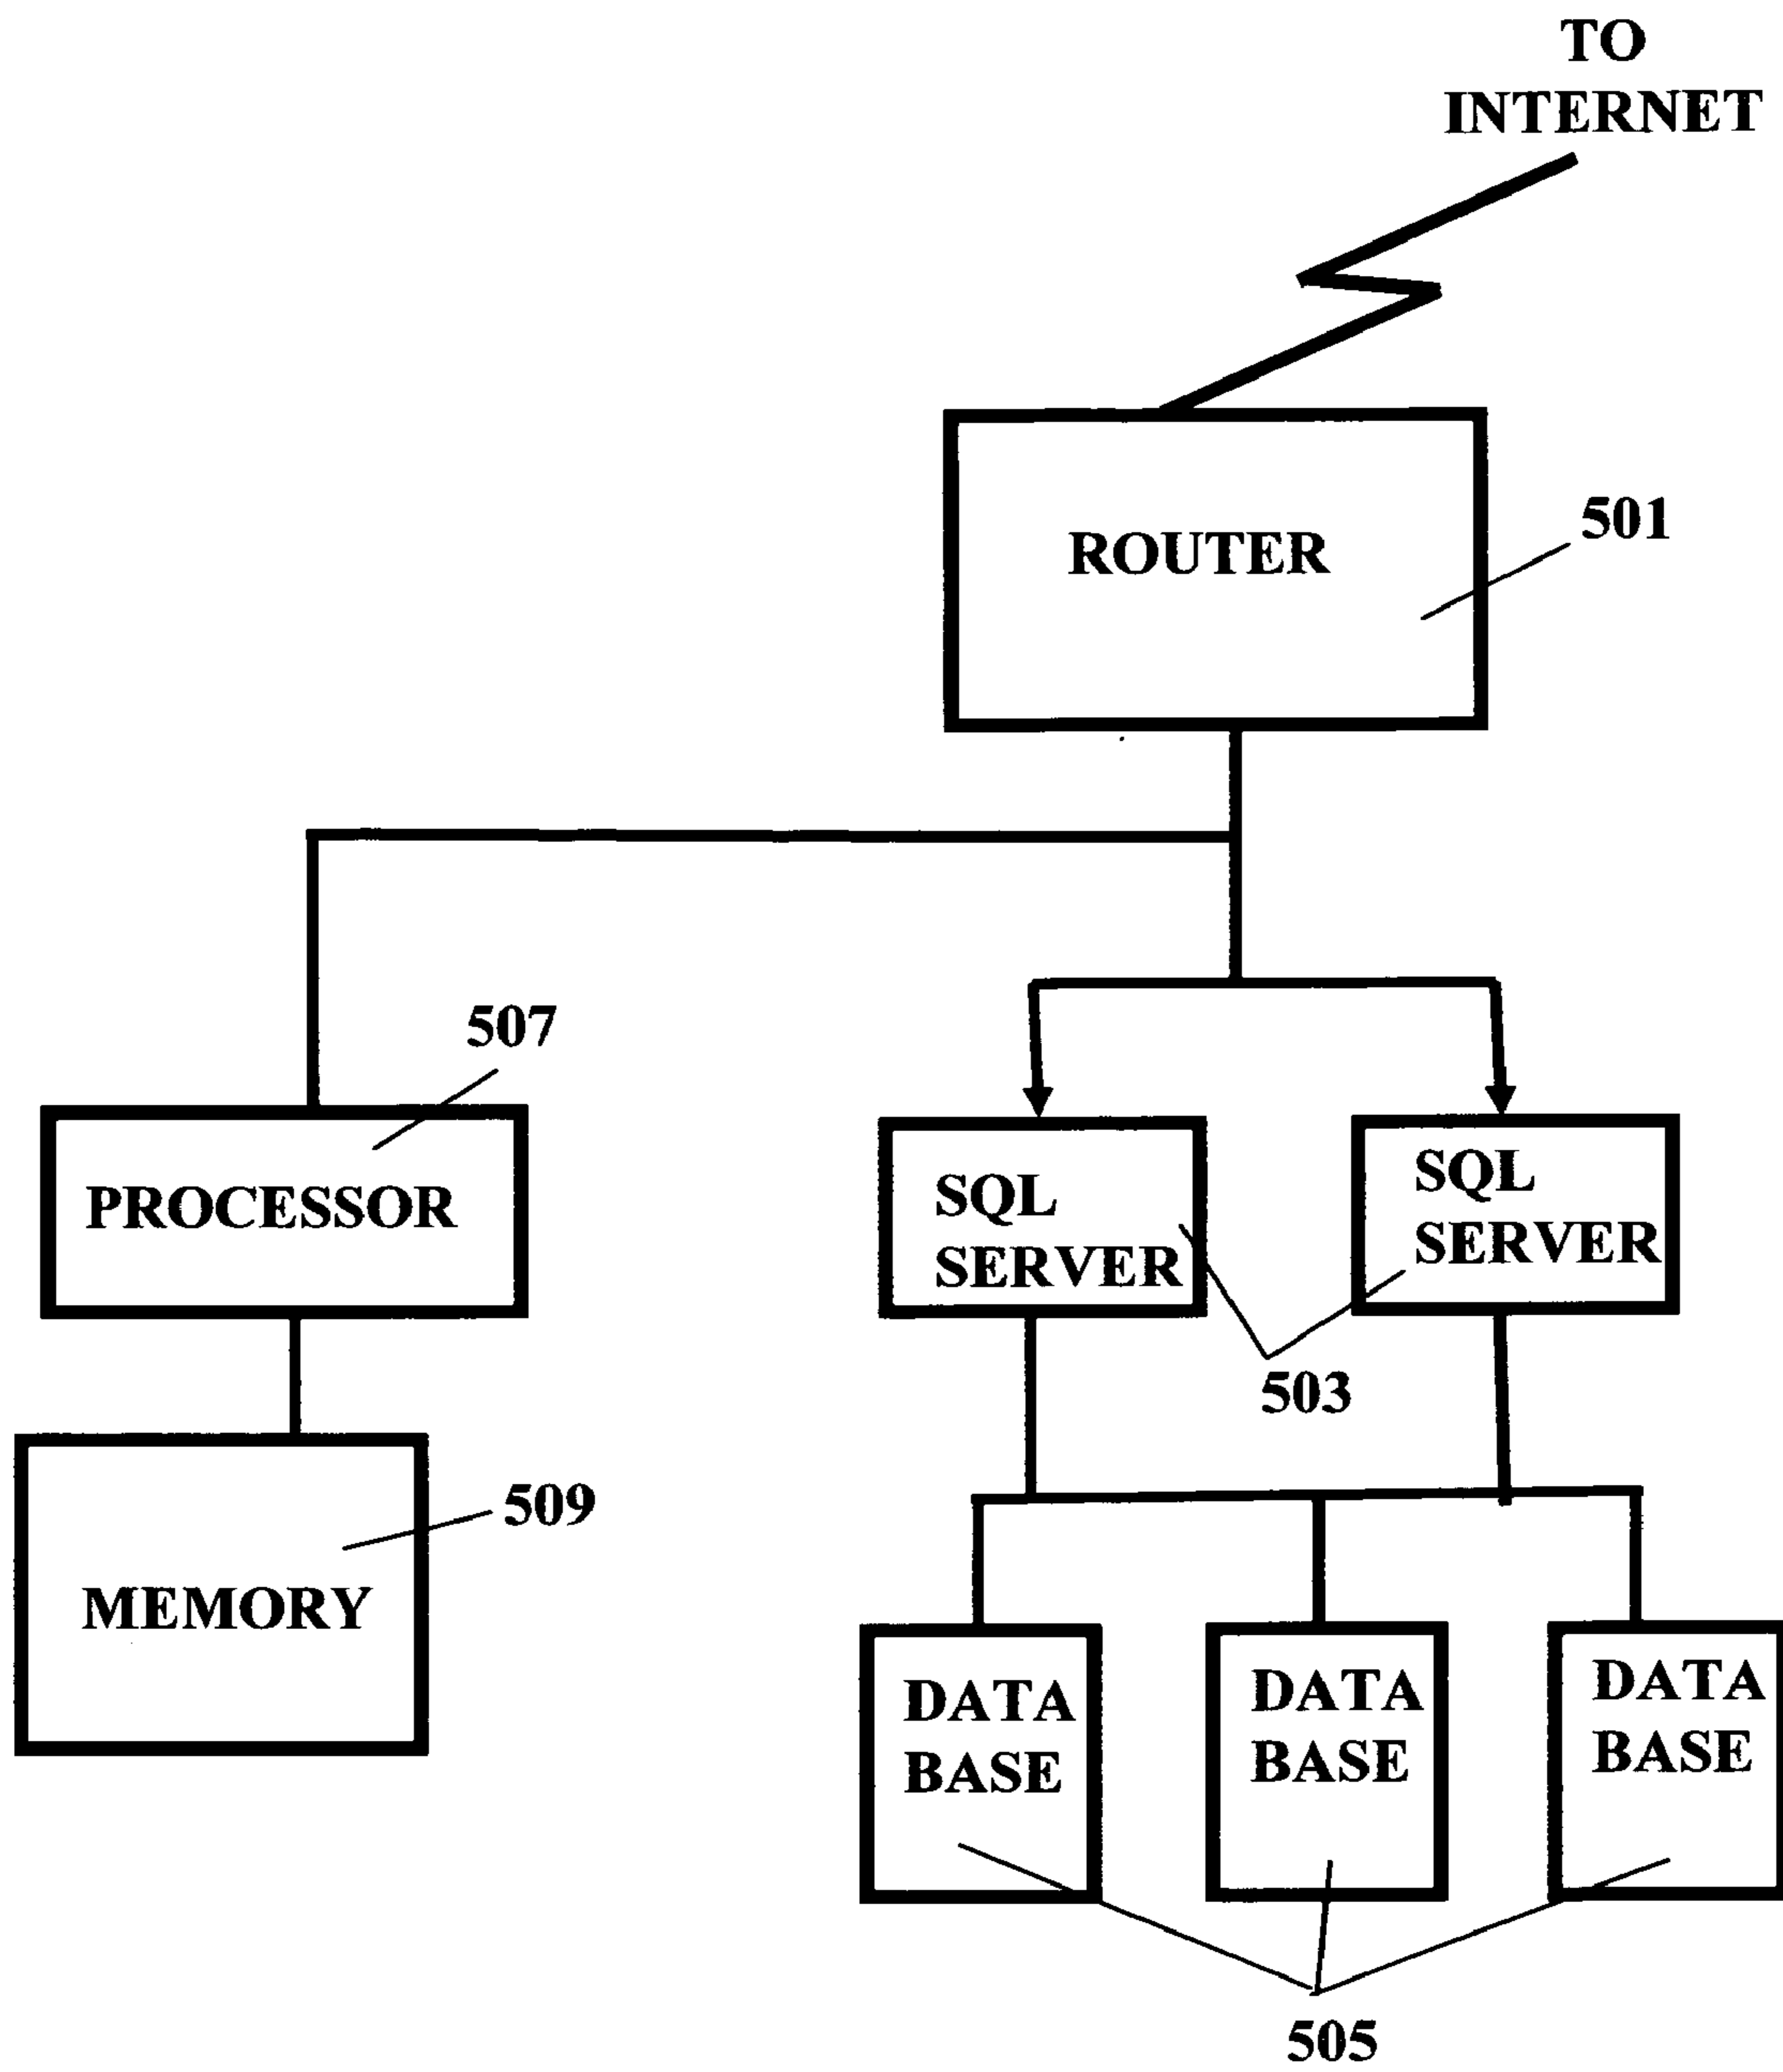 TO
INTERNET
ROUTER
501
507
PROCESSOR
SQL
SERVER
SQL
SERVER
503
509
MEMORY
DATA
BASE
DATA
BASE
DATA
BASE
505